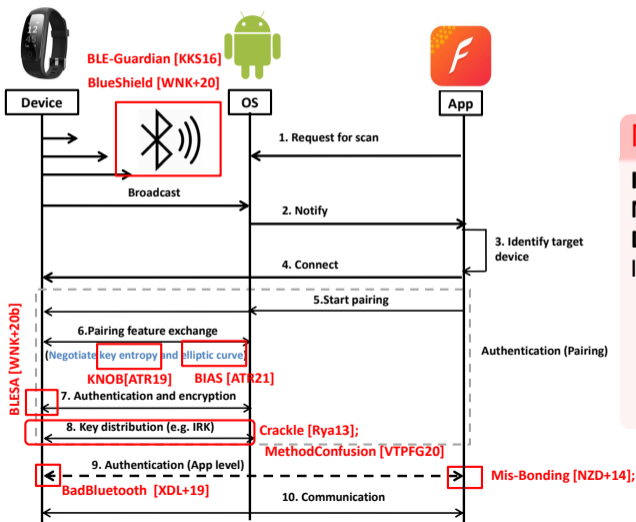 BLE-Guardian [KKS16]
BlueShield [WNK+20]
Device
OS
App
1. Request for scan
Broadcast
2. Notify
3. Identify target
device
4. Connect
5.Start pairing
6.Pairing feature exchange
(Negotiate key entropy and elliptic curve)
KNOB[ATR19]
BIAS [ATR21]
Authentication (Pairing)
BLESA [WNK+20b]
7. Authentication and encryption
8. Key distribution (e.g. IRK)
Crackle [Rya13];
MethodConfusion [VTPFG20]
9. Authentication (App level)
Mis-Bonding [NZD+14];
BadBluetooth [XDL+19]
10. Communication